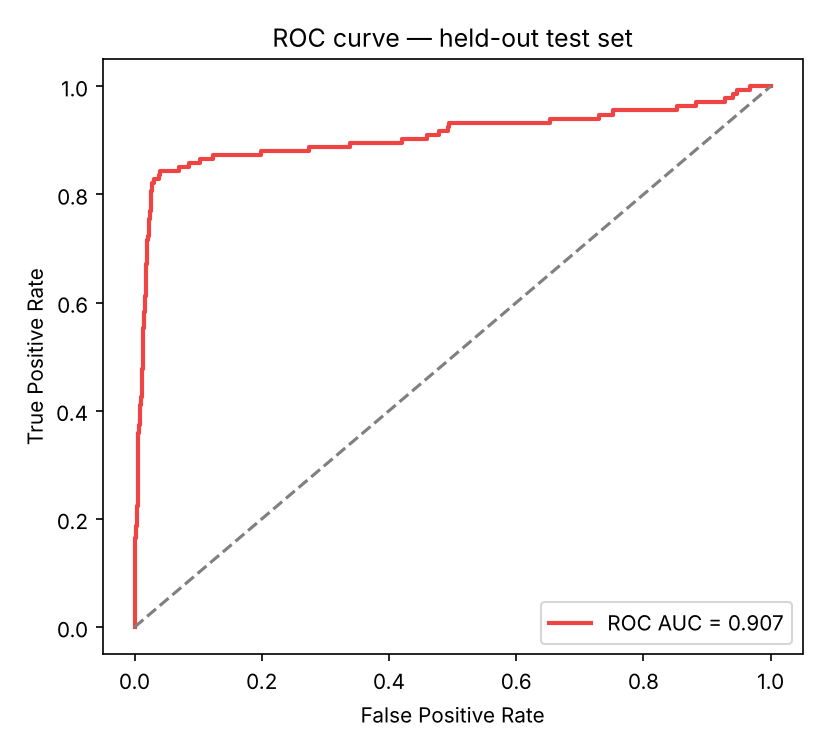 ROC curve — held-out test set
True Positive Rate
1.0
0.8
0.6
0.4
0.2
0.0
ROC AUC = 0.907
0.0 0.2 0.4 0.6 0.8 1.0
False Positive Rate